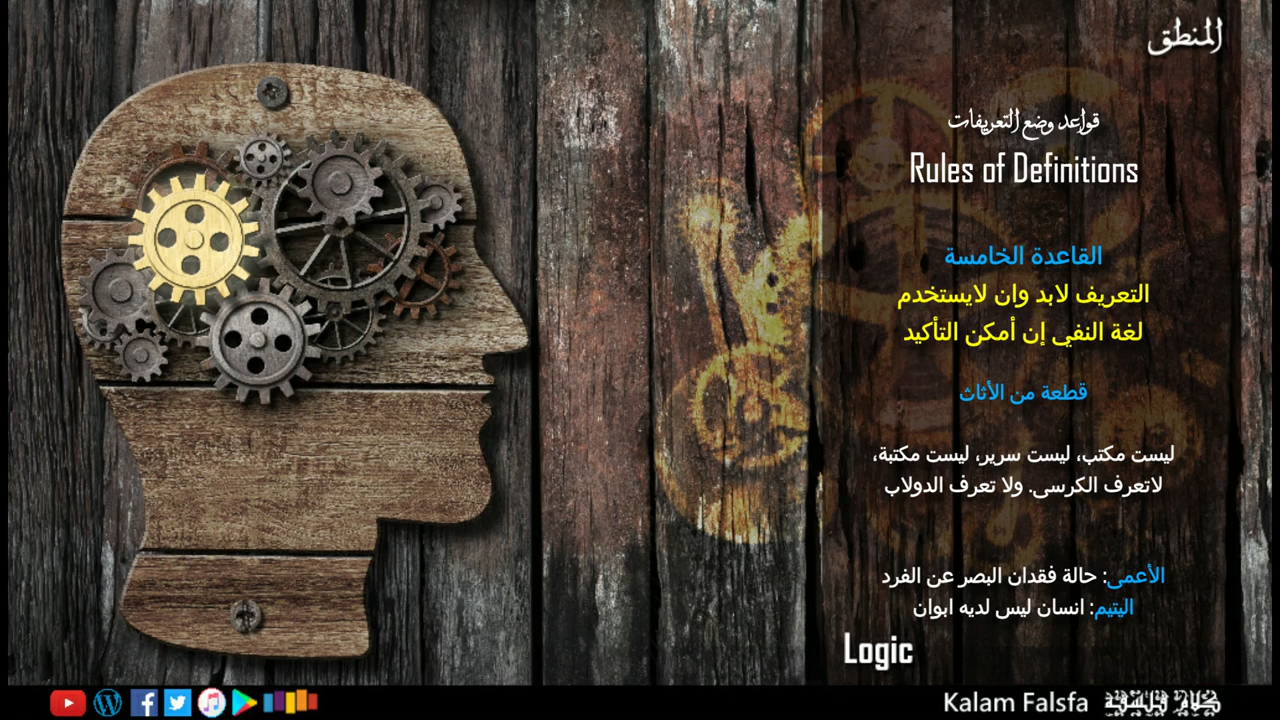 المنطق
قواعد وضع التعريفات
Rules of Definitions
القاعدة الخامسة
التعريف لابد وان لايستخدم
لغة النفي إن أمكن التأكيد
قطعة من الأثاث
ليست مكتب، ليست سرير، ليست مكتبة،
لاتعرف الكرسى. ولا تعرف الدولاب
الأعمى: حالة فقدان البصر عن الفرد
اليتيم: انسان ليس لديه ابوان
Logic
Kalam Falsfa كلام فلسفة